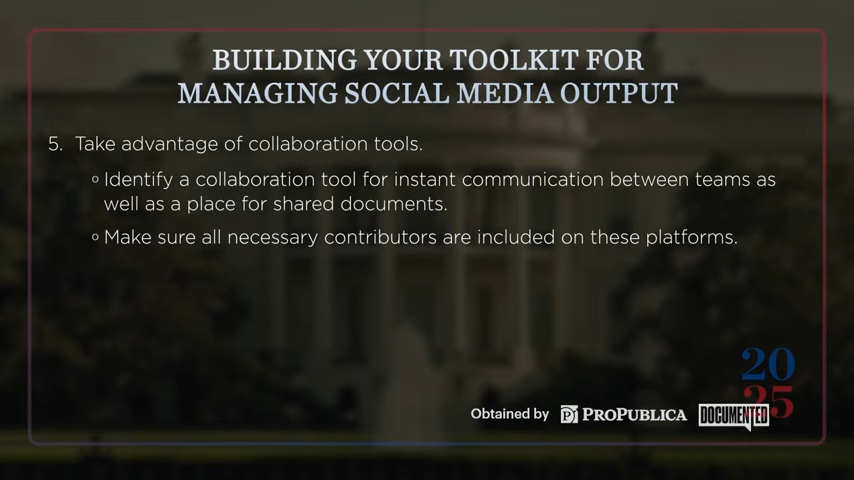 BUILDING YOUR TOOLKIT FOR
MANAGING SOCIAL MEDIA OUTPUT
5. Take advantage of collaboration tools.
Identify a collaboration tool for instant communication between teams as
well as a place for shared documents.
Make sure all necessary contributors are included on these platforms.
20
25
Obtained by PROPUBLICA DOCUMENTED